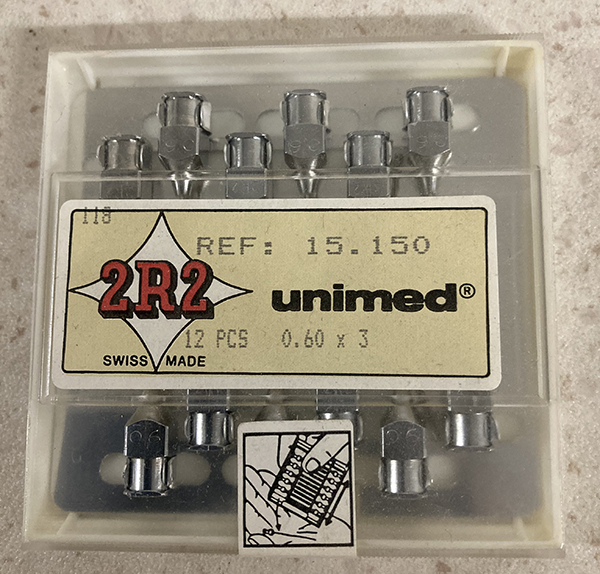 118
REF: 15.150
2R2
unimed®
12 PCS 0.60 x 3
SWISS MADE